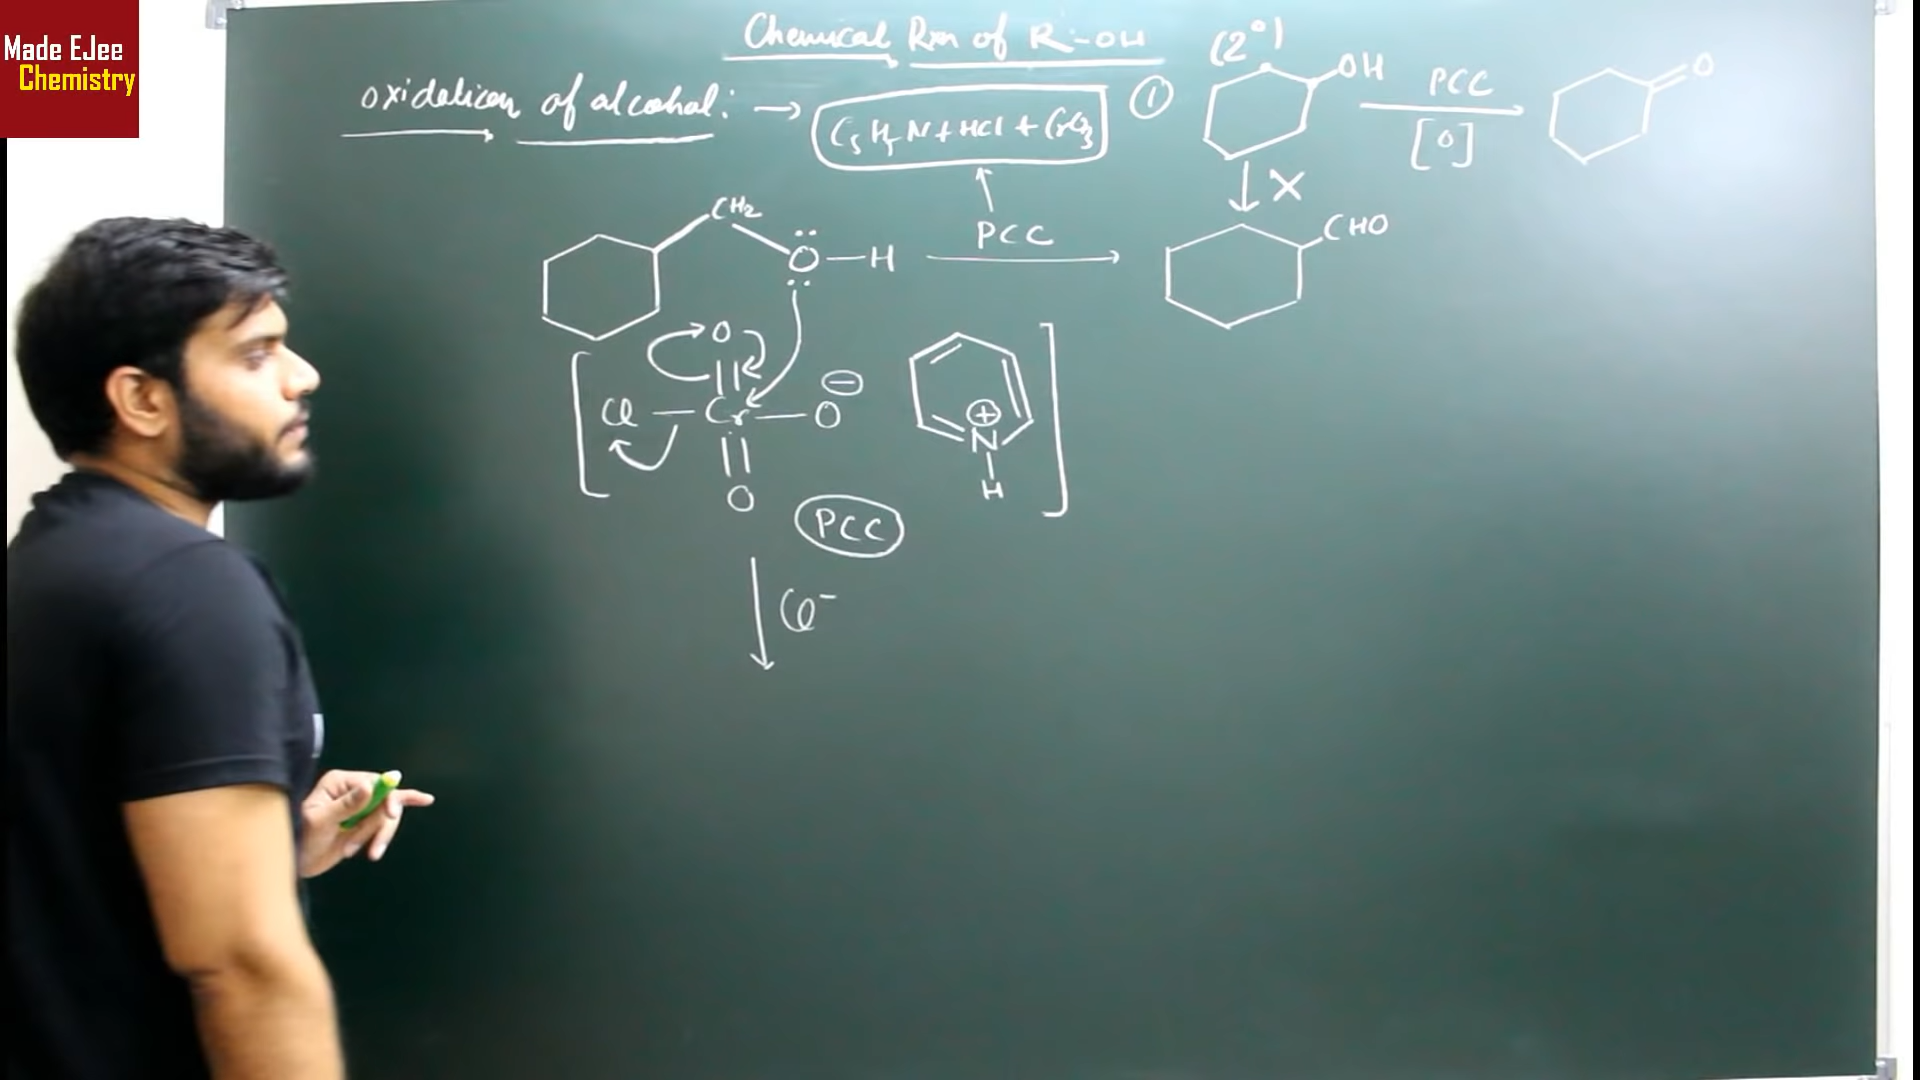 Made EJee
Chemistry
Chemical Rxn of R-OH
oxidation of alcohal: → C5H5N + HCl + CrO3
① (2°) OH PCC [O] O
X
CH2 O—H PCC CHO
O
Cl — Cr — O ⊖
O
⊕ N H
PCC
Cl⁻